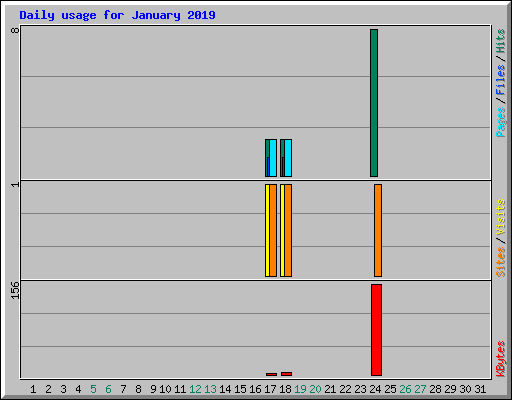 Daily usage for January 2019
8
1
156
Pages/Files/Hits
Sites/Visits
KBytes
1 2 3 4 5 6 7 8 9 10 11 12 13 14 15 16 17 18 19 20 21 22 23 24 25 26 27 28 29 30 31